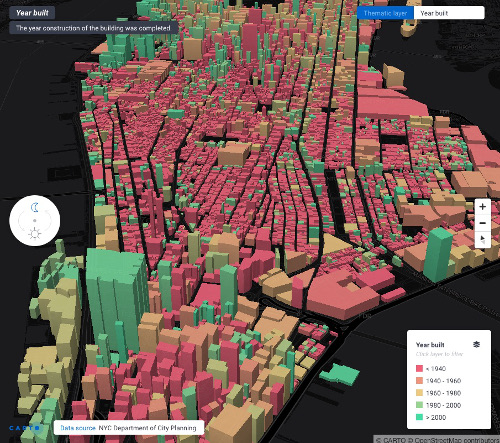 Year built
The year construction of the building was completed
Thematic layer
Year built
+
−
Year built
Click layer to filter
< 1940
1940 - 1960
1960 - 1980
1980 - 2000
> 2000
Data source NYC Department of City Planning
© CARTO © OpenStreetMap contributors